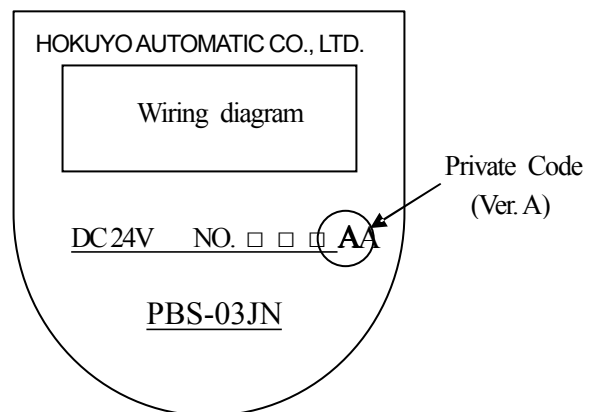 HOKUYO AUTOMATIC CO., LTD.
Wiring diagram
Private Code
(Ver. A)
DC 24V NO. □ □ □ AA
PBS-03JN